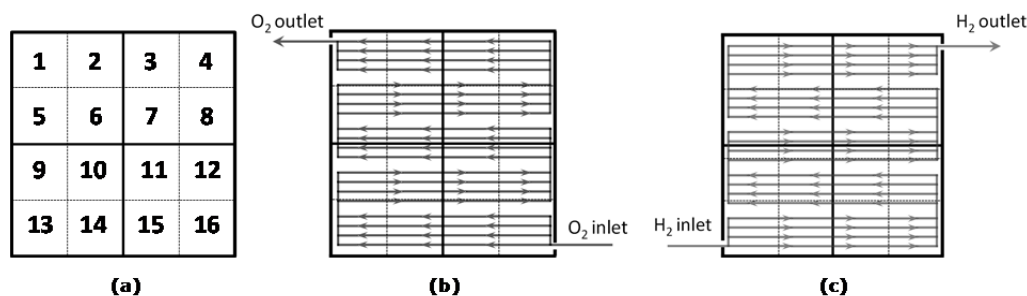 O₂ outlet
H₂ outlet
1 2 3 4
5 6 7 8
9 10 11 12
13 14 15 16
O₂ inlet
H₂ inlet
(a)
(b)
(c)